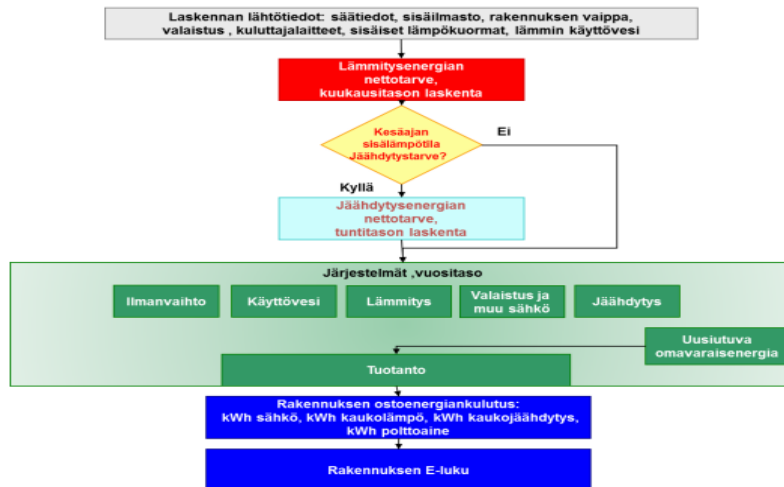 Laskennan lähtötiedot: säätiedot, sisäilmasto, rakennuksen vaippa,
valaistus , kuluttajalaitteet, sisäiset lämpökuormat, lämmin käyttövesi
Lämmitysenergian
nettotarve,
kuukausitason laskenta
Kesäajan
sisälämpötila
Jäähdytystarve?
Ei
Kyllä
Jäähdytysenergian
nettotarve,
tuntitason laskenta
Järjestelmät ,vuositaso
Ilmanvaihto
Käyttövesi
Lämmitys
Valaistus ja
muu sähkö
Jäähdytys
Uusiutuva
omavaraisenergia
Tuotanto
Rakennuksen ostoenergiankulutus:
kWh sähkö, kWh kaukolämpö, kWh kaukojäähdytys,
kWh polttoaine
Rakennuksen E-luku